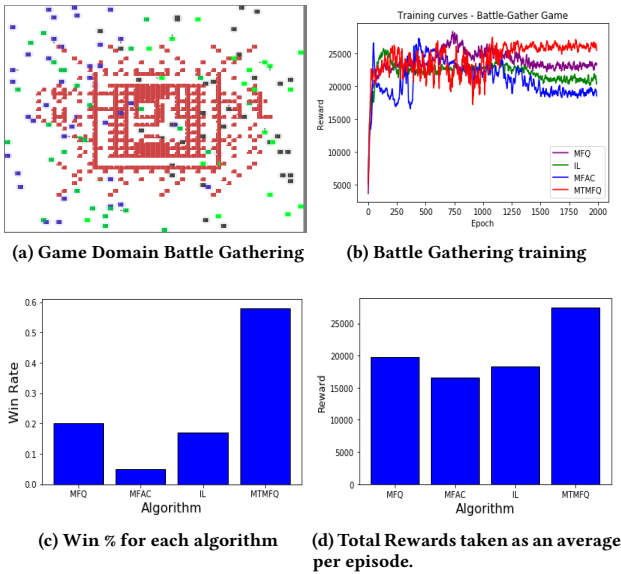 Training curves - Battle-Gather Game
25000
20000
15000
10000
5000
Reward
MFQ
IL
MFAC
MTMFQ
0 250 500 750 1000 1250 1500 1750 2000
Epoch
(a) Game Domain Battle Gathering
(b) Battle Gathering training
0.6
0.5
0.4
0.3
0.2
0.1
0.0
Win Rate
MFQ MFAC IL MTMFQ
Algorithm
25000
20000
15000
10000
5000
0
Reward
MFQ MFAC IL MTMFQ
Algorithm
(c) Win % for each algorithm
(d) Total Rewards taken as an average
per episode.